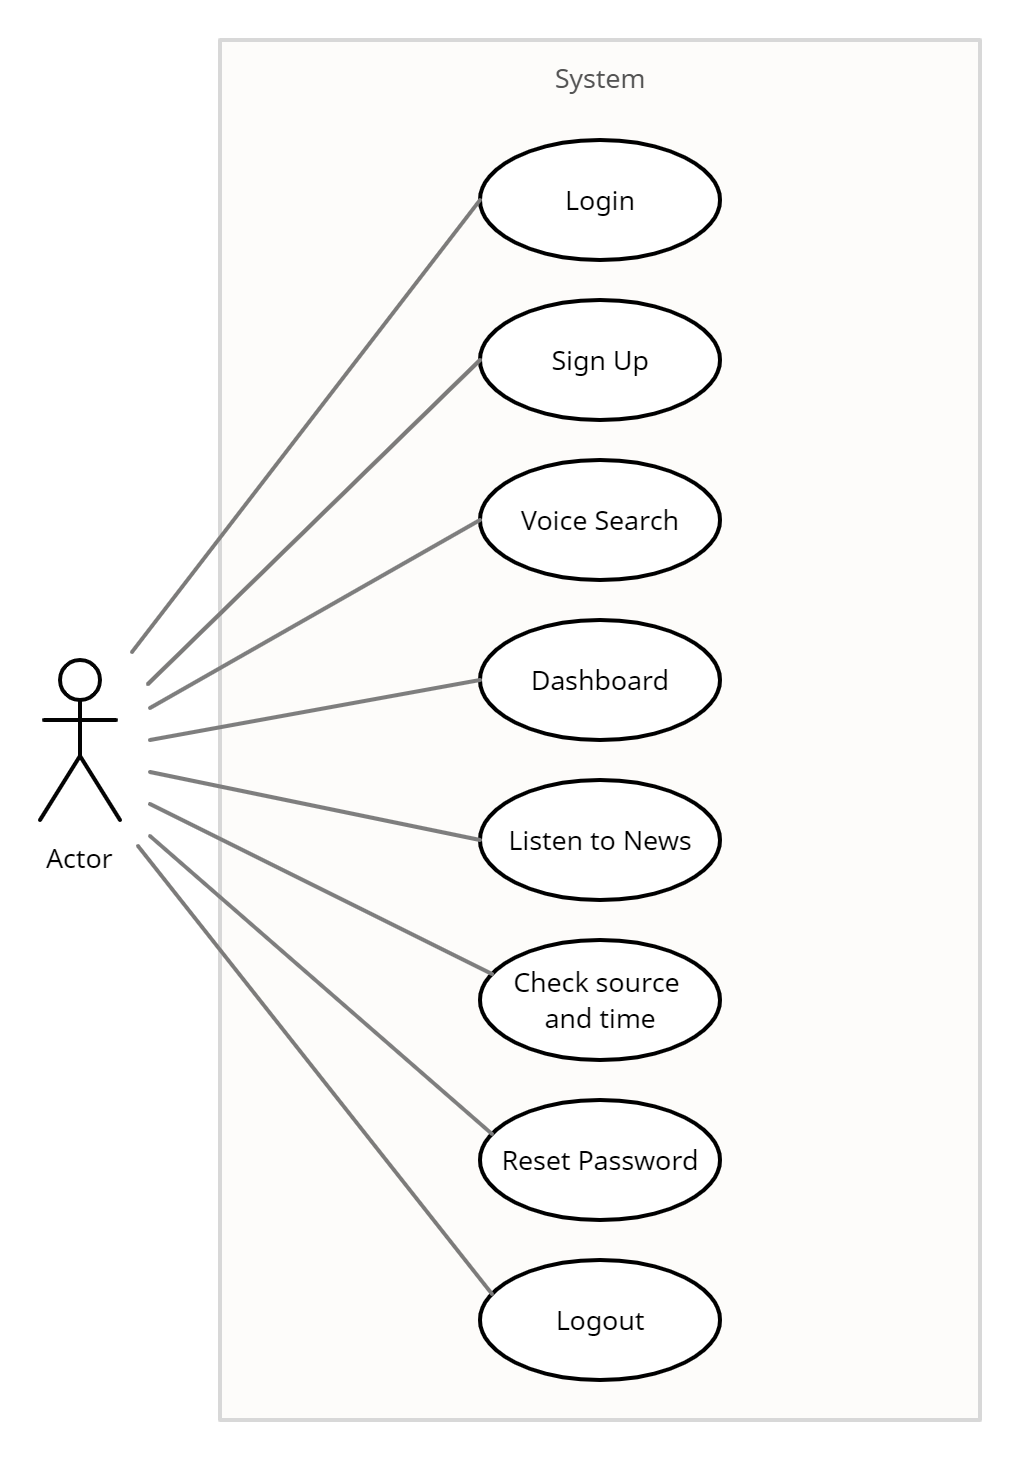 System
Login
Sign Up
Voice Search
Dashboard
Listen to News
Actor
Check source
and time
Reset Password
Logout